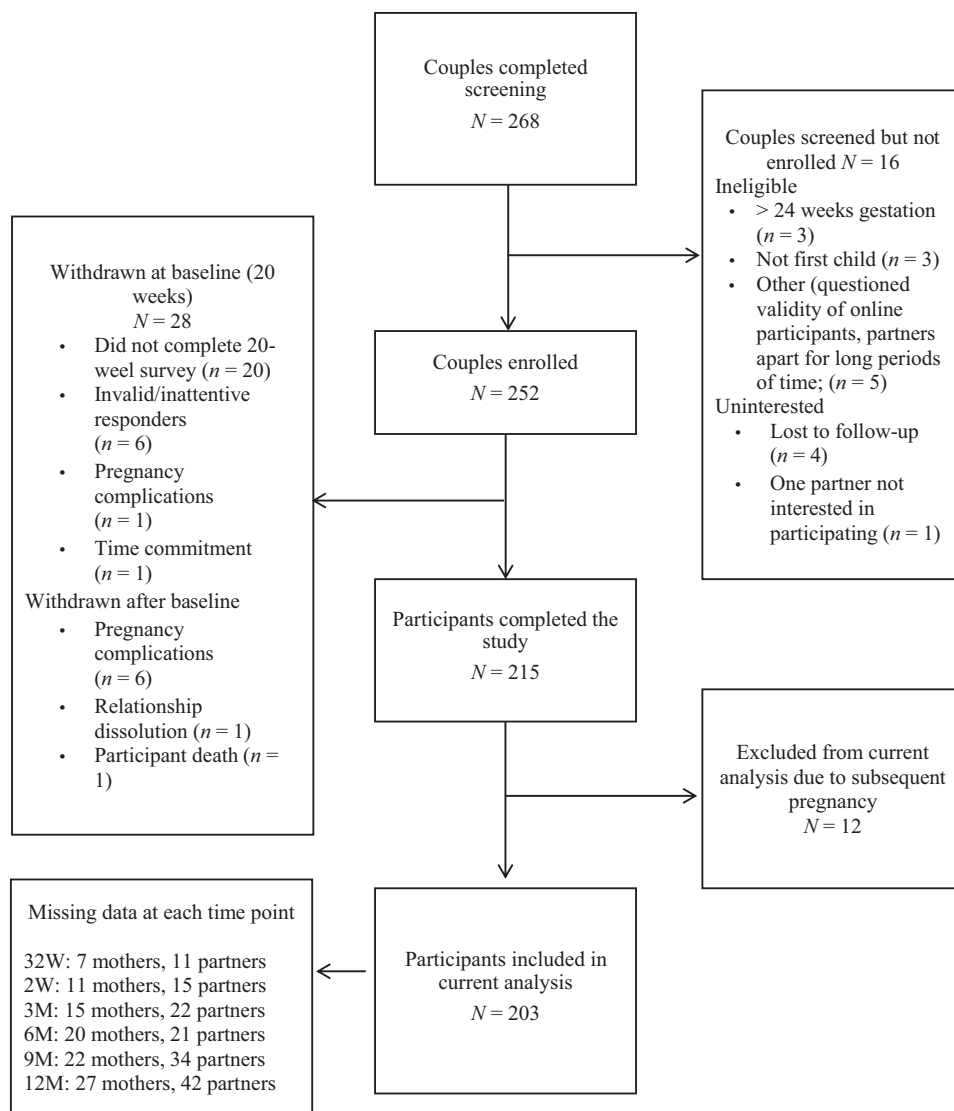 Couples completed
screening
N = 268
Couples screened but not
enrolled N = 16
Ineligible
• > 24 weeks gestation
(n = 3)
• Not first child (n = 3)
• Other (questioned
validity of online
participants, partners
apart for long periods
of time; (n = 5)
Uninterested
• Lost to follow-up
(n = 4)
• One partner not
interested in
participating (n = 1)
Withdrawn at baseline (20
weeks)
N = 28
• Did not complete 20-
weel survey (n = 20)
• Invalid/inattentive
responders
(n = 6)
• Pregnancy
complications
(n = 1)
• Time commitment
(n = 1)
Withdrawn after baseline
• Pregnancy
complications
(n = 6)
• Relationship
dissolution (n = 1)
• Participant death (n =
1)
Couples enrolled
N = 252
Participants completed the
study
N = 215
Excluded from current
analysis due to subsequent
pregnancy
N = 12
Participants included in
current analysis
N = 203
Missing data at each time point
32W: 7 mothers, 11 partners
2W: 11 mothers, 15 partners
3M: 15 mothers, 22 partners
6M: 20 mothers, 21 partners
9M: 22 mothers, 34 partners
12M: 27 mothers, 42 partners